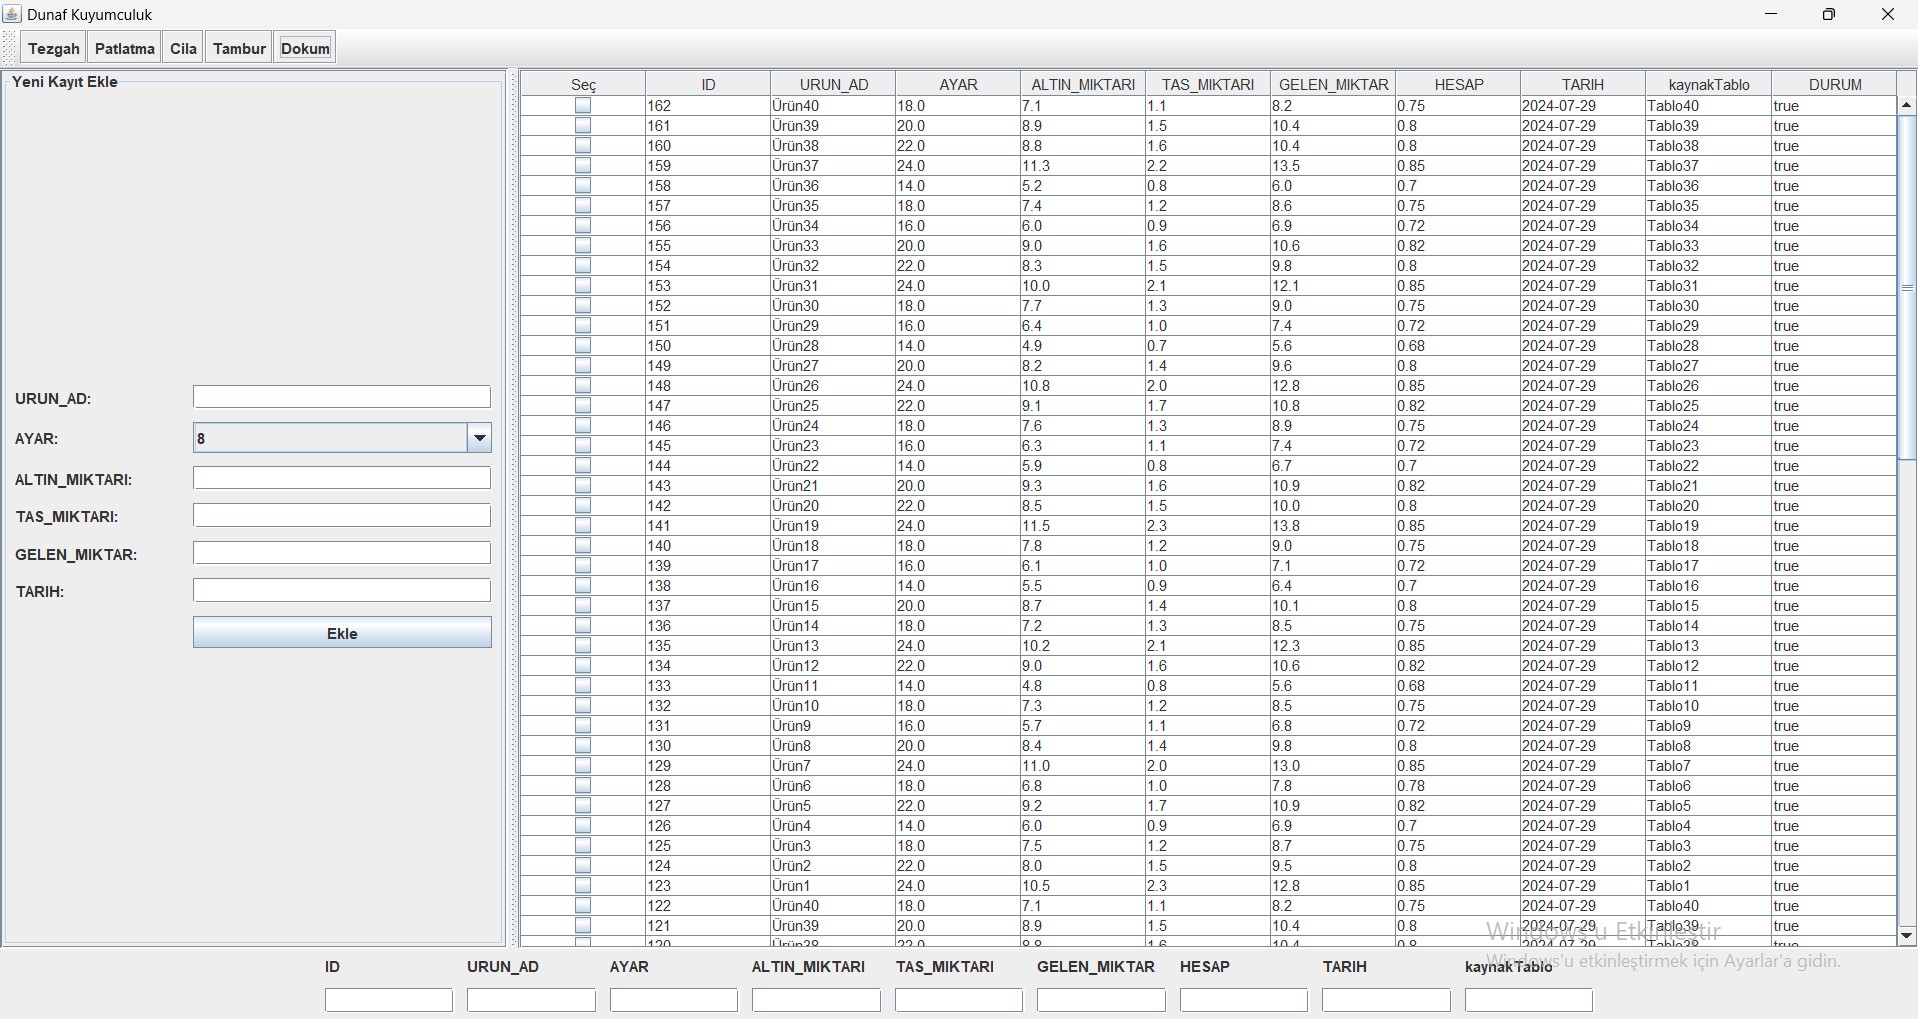 Dunaf Kuyumculuk
Tezgah Patlatma Cila Tambur Dokum
Yeni Kayıt Ekle
URUN_AD:
AYAR: 8
ALTIN_MIKTARI:
TAS_MIKTARI:
GELEN_MIKTAR:
TARIH:
Ekle
Seç ID URUN_AD AYAR ALTIN_MIKTARI TAS_MIKTARI GELEN_MIKTAR HESAP TARIH kaynakTablo DURUM
162 Ürün40 18.0 7.1 1.1 8.2 0.75 2024-07-29 Tablo40 true
161 Ürün39 20.0 8.9 1.5 10.4 0.8 2024-07-29 Tablo39 true
160 Ürün38 22.0 8.8 1.6 10.4 0.8 2024-07-29 Tablo38 true
159 Ürün37 24.0 11.3 2.2 13.5 0.85 2024-07-29 Tablo37 true
158 Ürün36 14.0 5.2 0.8 6.0 0.7 2024-07-29 Tablo36 true
157 Ürün35 18.0 7.4 1.2 8.6 0.75 2024-07-29 Tablo35 true
156 Ürün34 16.0 6.0 0.9 6.9 0.72 2024-07-29 Tablo34 true
155 Ürün33 20.0 9.0 1.6 10.6 0.82 2024-07-29 Tablo33 true
154 Ürün32 22.0 8.3 1.5 9.8 0.8 2024-07-29 Tablo32 true
153 Ürün31 24.0 10.0 2.1 12.1 0.85 2024-07-29 Tablo31 true
152 Ürün30 18.0 7.7 1.3 9.0 0.75 2024-07-29 Tablo30 true
151 Ürün29 16.0 6.4 1.0 7.4 0.72 2024-07-29 Tablo29 true
150 Ürün28 14.0 4.9 0.7 5.6 0.68 2024-07-29 Tablo28 true
149 Ürün27 20.0 8.2 1.4 9.6 0.8 2024-07-29 Tablo27 true
148 Ürün26 24.0 10.8 2.0 12.8 0.85 2024-07-29 Tablo26 true
147 Ürün25 22.0 9.1 1.7 10.8 0.82 2024-07-29 Tablo25 true
146 Ürün24 18.0 7.6 1.3 8.9 0.75 2024-07-29 Tablo24 true
145 Ürün23 16.0 6.3 1.1 7.4 0.72 2024-07-29 Tablo23 true
144 Ürün22 14.0 5.9 0.8 6.7 0.7 2024-07-29 Tablo22 true
143 Ürün21 20.0 9.3 1.6 10.9 0.82 2024-07-29 Tablo21 true
142 Ürün20 22.0 8.5 1.5 10.0 0.8 2024-07-29 Tablo20 true
141 Ürün19 24.0 11.5 2.3 13.8 0.85 2024-07-29 Tablo19 true
140 Ürün18 18.0 7.8 1.2 9.0 0.75 2024-07-29 Tablo18 true
139 Ürün17 16.0 6.1 1.0 7.1 0.72 2024-07-29 Tablo17 true
138 Ürün16 14.0 5.5 0.9 6.4 0.7 2024-07-29 Tablo16 true
137 Ürün15 20.0 8.7 1.4 10.1 0.8 2024-07-29 Tablo15 true
136 Ürün14 18.0 7.2 1.3 8.5 0.75 2024-07-29 Tablo14 true
135 Ürün13 24.0 10.2 2.1 12.3 0.85 2024-07-29 Tablo13 true
134 Ürün12 22.0 9.0 1.6 10.6 0.82 2024-07-29 Tablo12 true
133 Ürün11 14.0 4.8 0.8 5.6 0.68 2024-07-29 Tablo11 true
132 Ürün10 18.0 7.3 1.2 8.5 0.75 2024-07-29 Tablo10 true
131 Ürün9 16.0 5.7 1.1 6.8 0.72 2024-07-29 Tablo9 true
130 Ürün8 20.0 8.4 1.4 9.8 0.8 2024-07-29 Tablo8 true
129 Ürün7 24.0 11.0 2.0 13.0 0.85 2024-07-29 Tablo7 true
128 Ürün6 18.0 6.8 1.0 7.8 0.78 2024-07-29 Tablo6 true
127 Ürün5 22.0 9.2 1.7 10.9 0.82 2024-07-29 Tablo5 true
126 Ürün4 14.0 6.0 0.9 6.9 0.7 2024-07-29 Tablo4 true
125 Ürün3 18.0 7.5 1.2 8.7 0.75 2024-07-29 Tablo3 true
124 Ürün2 22.0 8.0 1.5 9.5 0.8 2024-07-29 Tablo2 true
123 Ürün1 24.0 10.5 2.3 12.8 0.85 2024-07-29 Tablo1 true
122 Ürün40 18.0 7.1 1.1 8.2 0.75 2024-07-29 Tablo40 true
121 Ürün39 20.0 8.9 1.5 10.4 0.8 2024-07-29 Tablo39 true
120 Ürün38 22.0 8.8 1.6 10.4 0.8 2024-07-29 Tablo38 true
Windows'u Etkinleştir
Windows'u etkinleştirmek için Ayarlar'a gidin.
ID URUN_AD AYAR ALTIN_MIKTARI TAS_MIKTARI GELEN_MIKTAR HESAP TARIH kaynakTablo